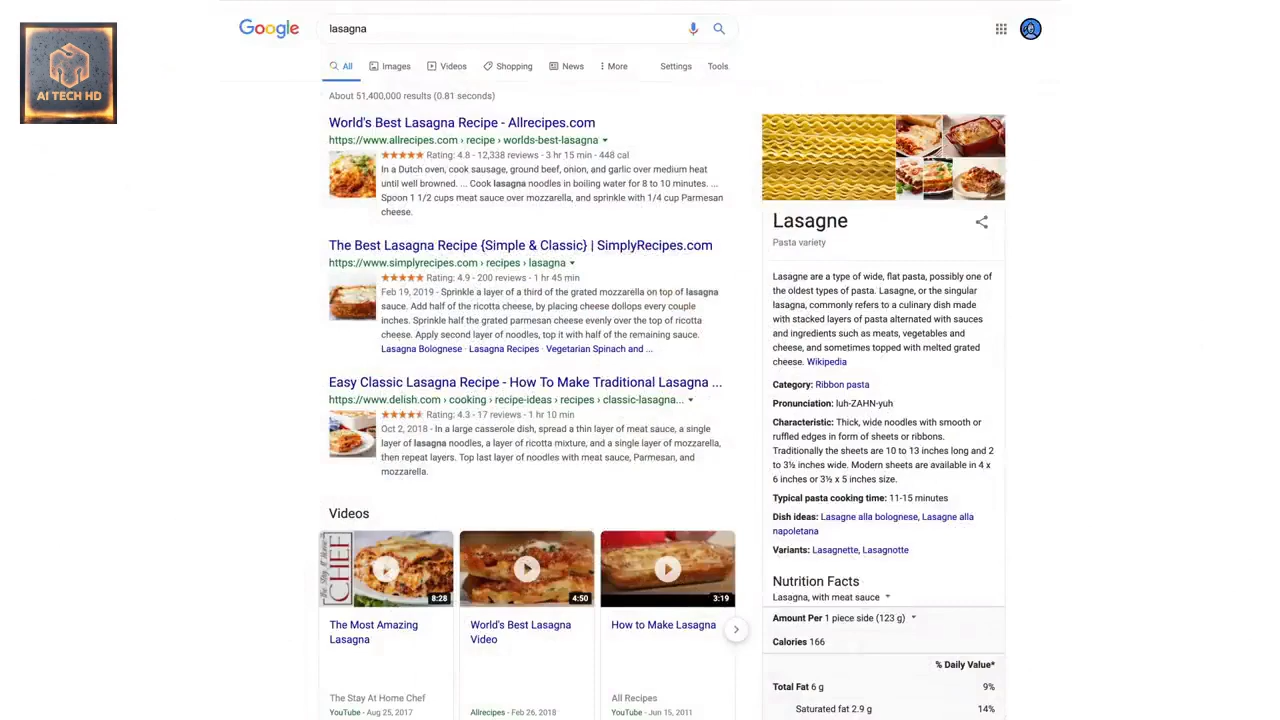 A1 TECH HD
Google
lasagna
All
Images
Videos
Shopping
News
More
Settings
Tools
About 51,400,000 results (0.81 seconds)
World's Best Lasagna Recipe - Allrecipes.com
https://www.allrecipes.com › recipe › worlds-best-lasagna
Rating: 4.8 - 12,338 reviews - 3 hr 15 min - 448 cal
In a Dutch oven, cook sausage, ground beef, onion, and garlic over medium heat
until well browned. ... Cook lasagna noodles in boiling water for 8 to 10 minutes. ...
Spoon 1 1/2 cups meat sauce over mozzarella, and sprinkle with 1/4 cup Parmesan
cheese.
The Best Lasagna Recipe {Simple & Classic} | SimplyRecipes.com
https://www.simplyrecipes.com › recipes › lasagna
Rating: 4.9 - 200 reviews - 1 hr 45 min
Feb 19, 2019 - Sprinkle a layer of a third of the grated mozzarella on top of lasagna
sauce. Add half of the ricotta cheese, by placing cheese dollops every couple
inches. Sprinkle half the grated parmesan cheese evenly over the top of ricotta
cheese. Apply second layer of noodles, top it with half of the remaining sauce.
Lasagna Bolognese · Lasagna Recipes · Vegetarian Spinach and ...
Easy Classic Lasagna Recipe - How To Make Traditional Lasagna ...
https://www.delish.com › cooking › recipe-ideas › recipes › classic-lasagna...
Rating: 4.3 - 17 reviews - 1 hr 10 min
Oct 2, 2018 - In a large casserole dish, spread a thin layer of meat sauce, a single
layer of lasagna noodles, a layer of ricotta mixture, and a single layer of mozzarella,
then repeat layers. Top last layer of noodles with meat sauce, Parmesan, and
mozzarella.
Videos
The Stay At Home CHEF
8:28
4:50
3:19
The Most Amazing
Lasagna
The Stay At Home Chef
YouTube - Aug 25, 2017
World's Best Lasagna
Video
Allrecipes - Feb 26, 2018
How to Make Lasagna
All Recipes
YouTube - Jun 15, 2011
Lasagne
Pasta variety
Lasagne are a type of wide, flat pasta, possibly one of
the oldest types of pasta. Lasagne, or the singular
lasagna, commonly refers to a culinary dish made
with stacked layers of pasta alternated with sauces
and ingredients such as meats, vegetables and
cheese, and sometimes topped with melted grated
cheese. Wikipedia
Category: Ribbon pasta
Pronunciation: luh-ZAHN-yuh
Characteristic: Thick, wide noodles with smooth or
ruffled edges in form of sheets or ribbons.
Traditionally the sheets are 10 to 13 inches long and 2
to 3½ inches wide. Modern sheets are available in 4 x
6 inches or 3½ x 5 inches size.
Typical pasta cooking time: 11-15 minutes
Dish ideas: Lasagne alla bolognese, Lasagne alla
napoletana
Variants: Lasagnette, Lasagnotte
Nutrition Facts
Lasagna, with meat sauce
Amount Per 1 piece side (123 g)
Calories 166
% Daily Value*
Total Fat 6 g 9%
Saturated fat 2.9 g 14%